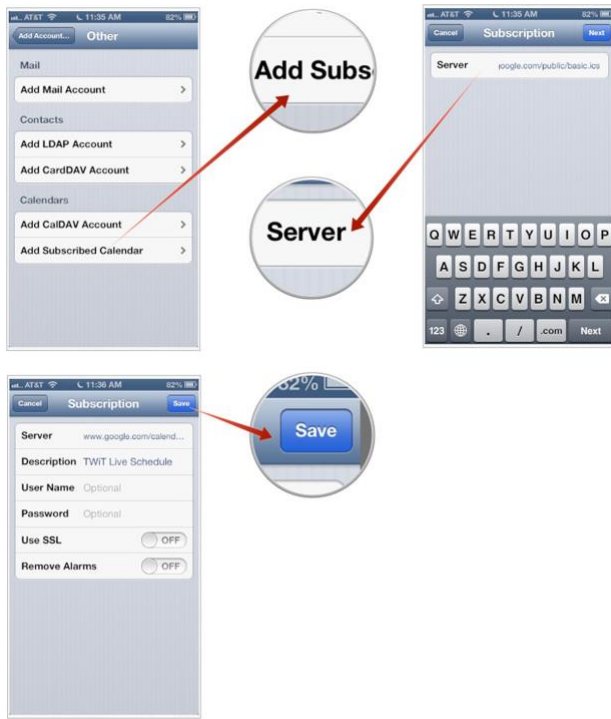 AT&T 11:35 AM 82%
Add Account... Other
Mail
Add Mail Account
Contacts
Add LDAP Account
Add CardDAV Account
Calendars
Add CalDAV Account
Add Subscribed Calendar
Add Subs
Server
AT&T 11:35 AM 82%
Cancel Subscription Next
Server google.com/public/basic.ics
Q W E R T Y U I O P
A S D F G H J K L
Z X C V B N M
123 . / .com Next
AT&T 11:36 AM 82%
Cancel Subscription Save
Server www.google.com/calend...
Description TWiT Live Schedule
User Name Optional
Password Optional
Use SSL OFF
Remove Alarms OFF
82%
Save